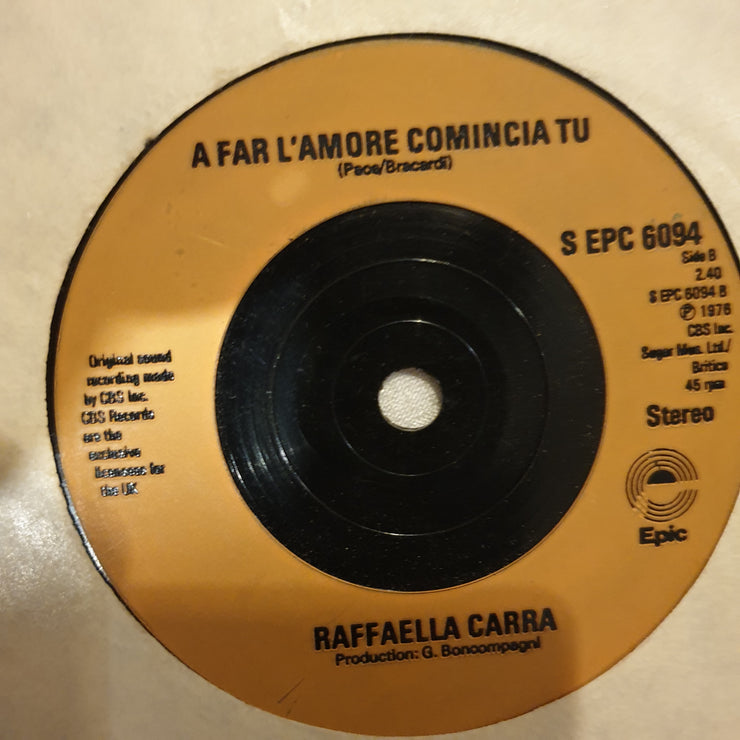 A FAR L'AMORE COMINCIA TU
(Pace/Bracardi)
S EPC 6094
Side B
2.40
S EPC 6094 B
℗ 1976
CBS Inc.
Sugar Mus. Ltd./
Britico
45 rpm
Stereo
Epic
Original sound
recording made
by CBS Inc.
CBS Records
are the
exclusive
licensees for
the UK
RAFFAELLA CARRA
Production: G. Boncompagni